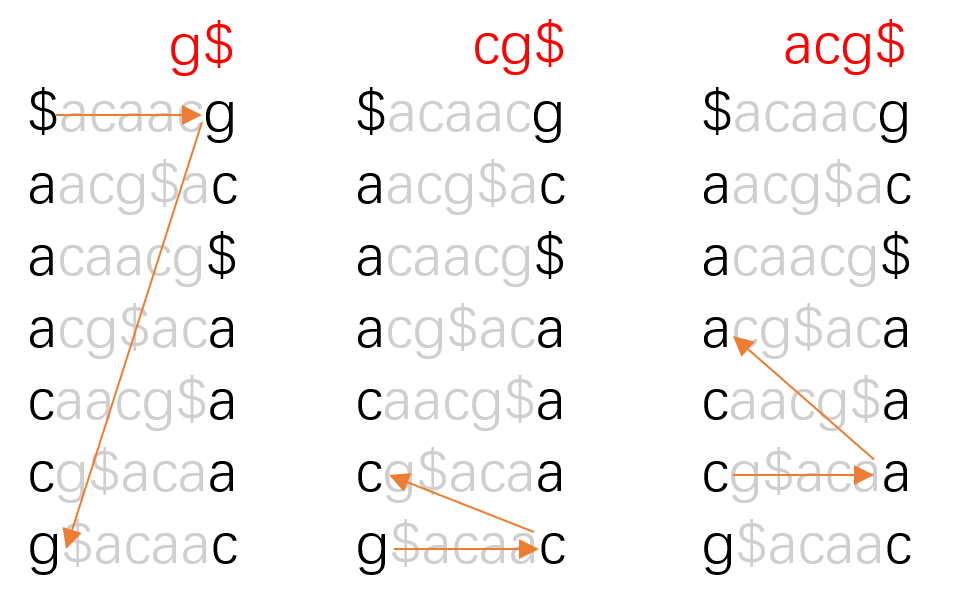 g$ cg$ acg$
$acaacg $acaacg $acaacg
aacg$ac aacg$ac aacg$ac
acaacg$ acaacg$ acaacg$
acg$aca acg$aca acg$aca
caacg$a caacg$a caacg$a
cg$acaa cg$acaa cg$acaa
g$acaac g$acaac g$acaac